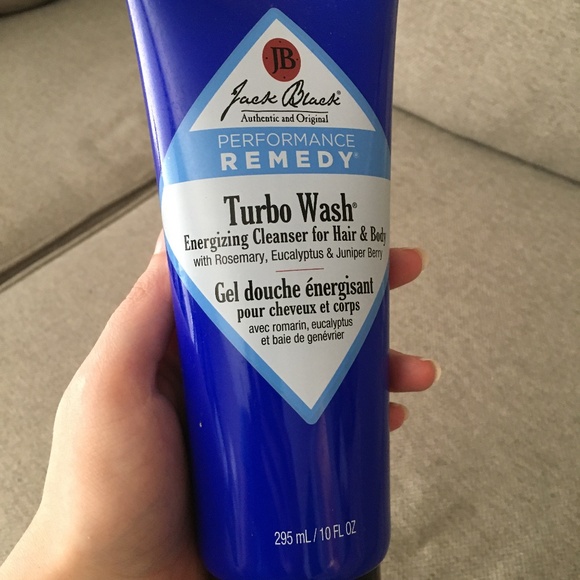 JB
Jack Black®
Authentic and Original
PERFORMANCE
REMEDY®
Turbo Wash®
Energizing Cleanser for Hair & Body
with Rosemary, Eucalyptus & Juniper Berry
Gel douche énergisant
pour cheveux et corps
avec romarin, eucalyptus
et baie de genévrier
295 mL / 10 FL OZ